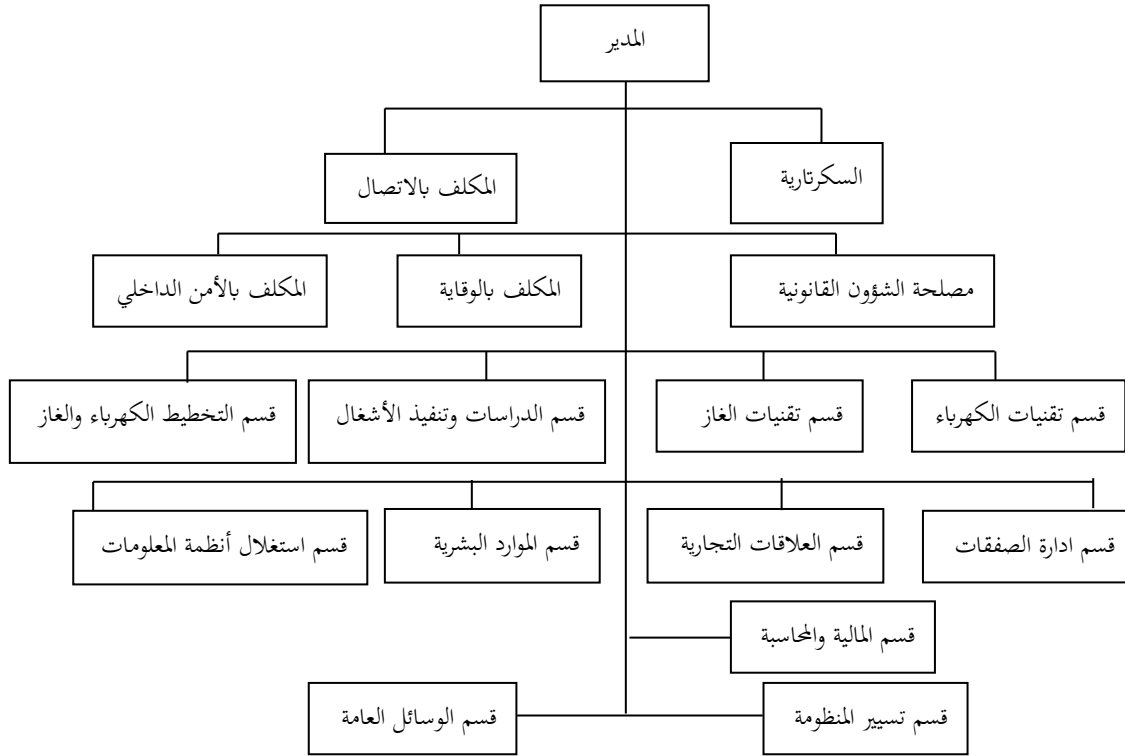 المدير
السكرتارية
المكلف بالاتصال
مصلحة الشؤون القانونية
المكلف بالوقاية
المكلف بالأمن الداخلي
قسم تقنيات الكهرباء
قسم تقنيات الغاز
قسم الدراسات وتنفيذ الأشغال
قسم التخطيط الكهرباء والغاز
قسم ادارة الصفقات
قسم العلاقات التجارية
قسم الموارد البشرية
قسم استغلال أنظمة المعلومات
قسم المالية والمحاسبة
قسم تسيير المنظومة
قسم الوسائل العامة